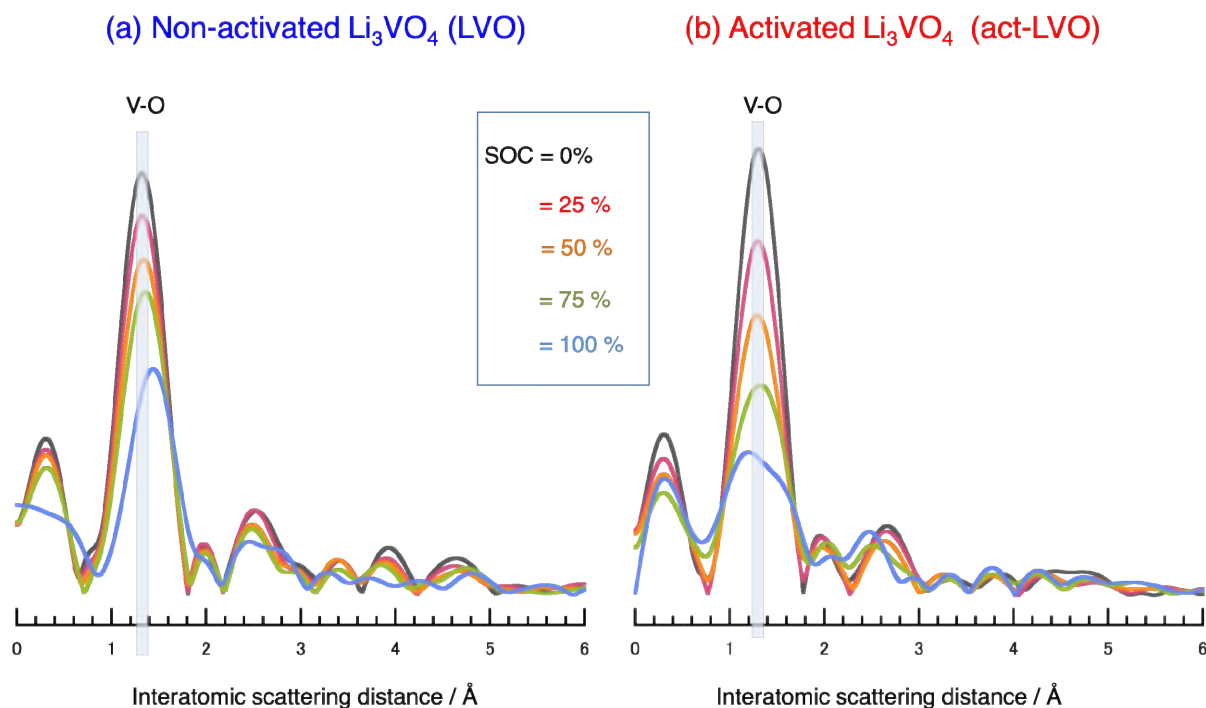 (a) Non-activated Li₃VO₄ (LVO)
(b) Activated Li₃VO₄ (act-LVO)
V-O
V-O
SOC = 0%
= 25 %
= 50 %
= 75 %
= 100 %
0 1 2 3 4 5 6
0 1 2 3 4 5 6
Interatomic scattering distance / Å
Interatomic scattering distance / Å